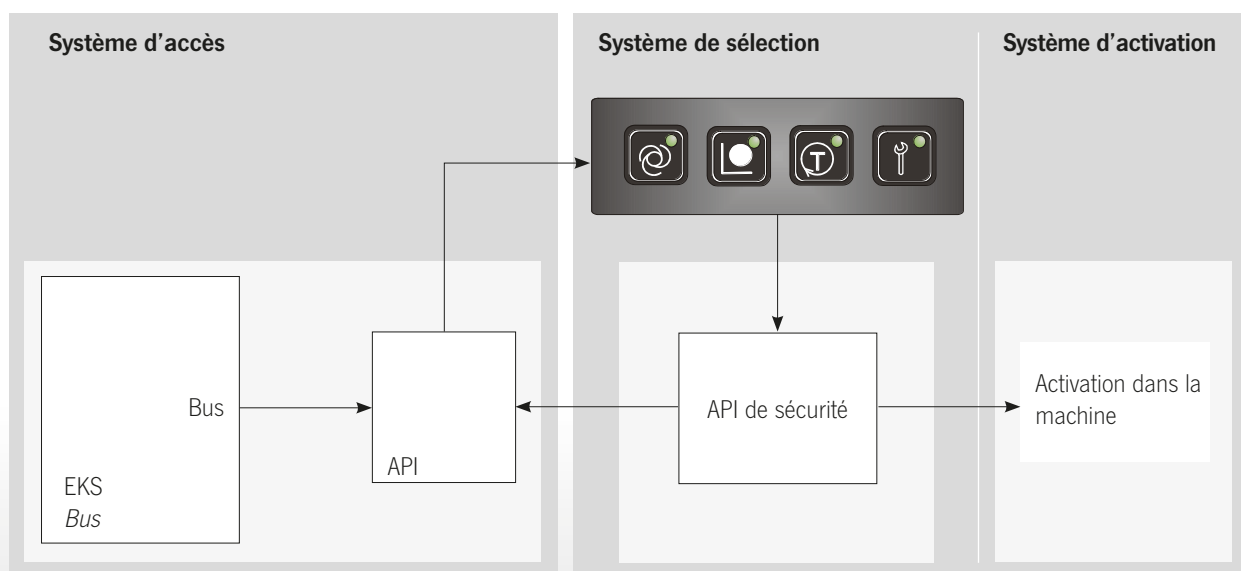 Système d’accès
Système de sélection
Système d’activation
T
Bus
EKS
Bus
API
API de sécurité
Activation dans la
machine